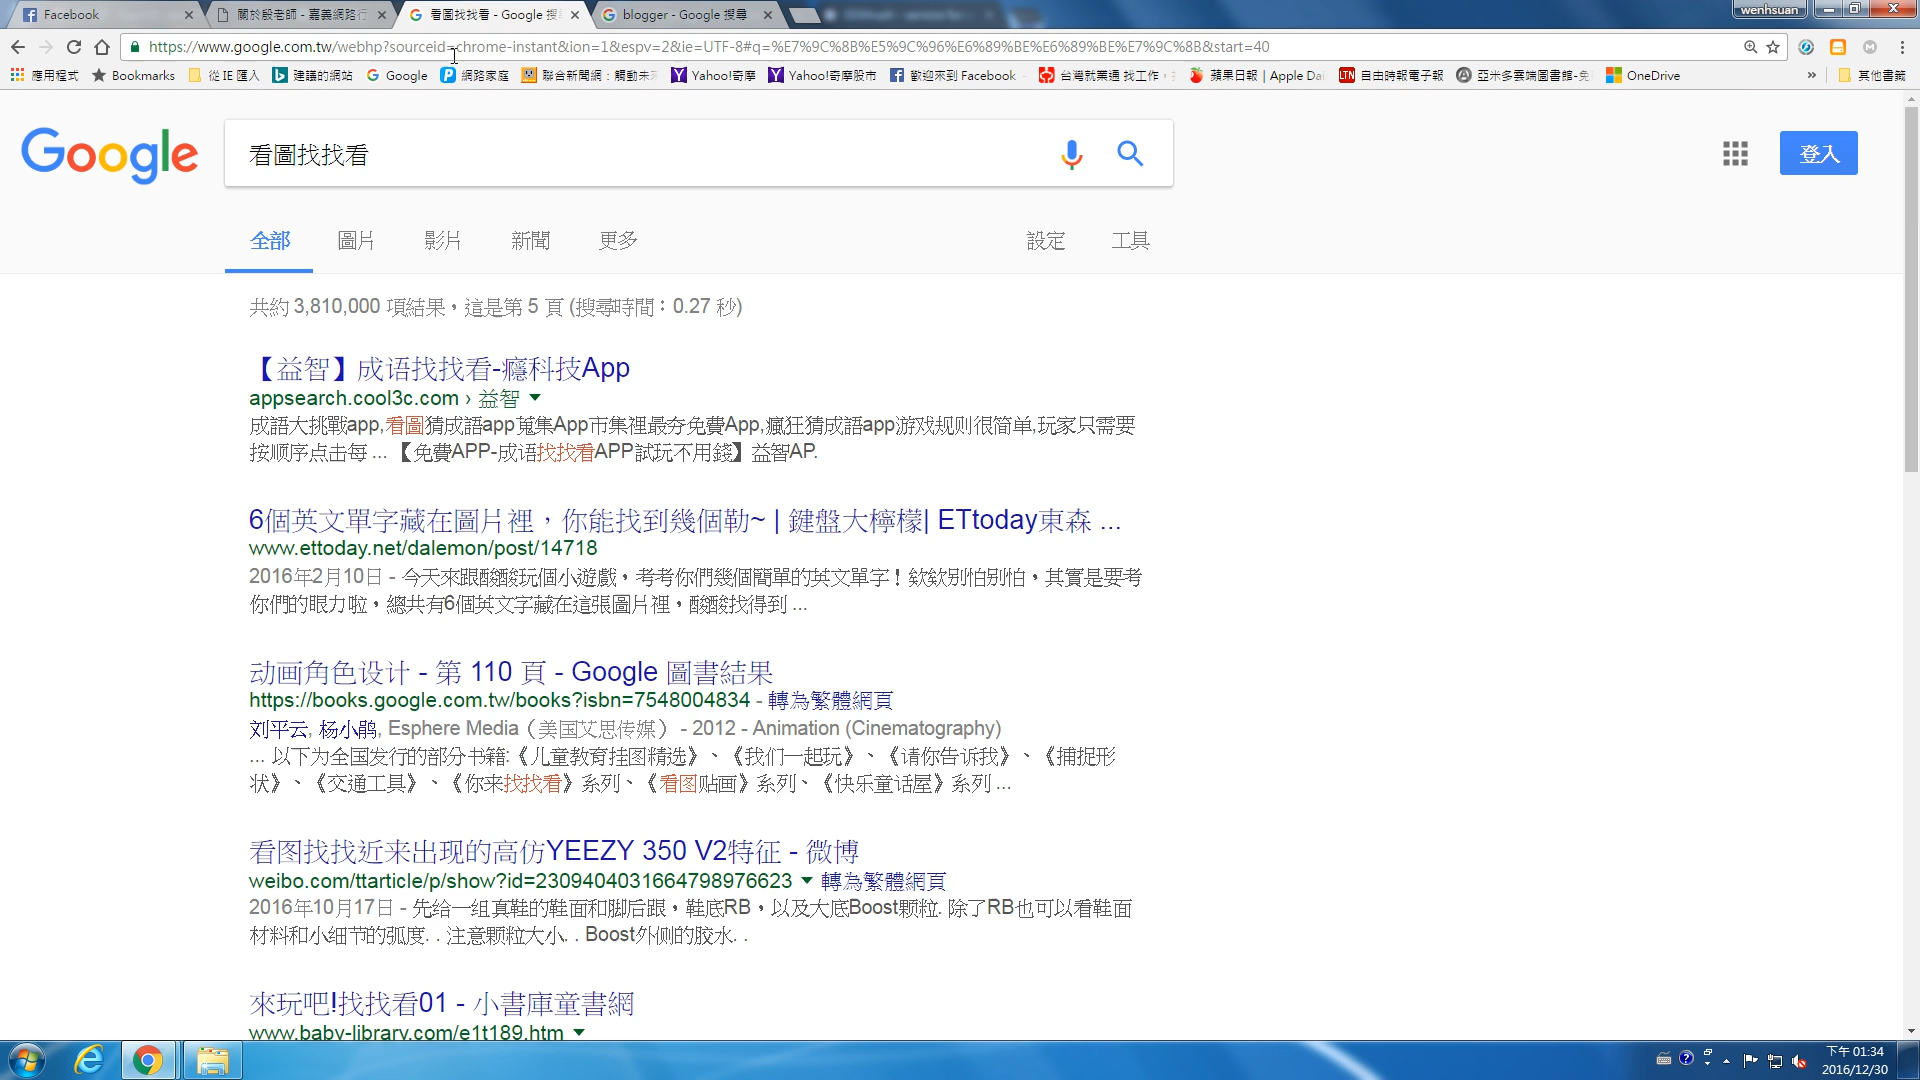 Facebook
關於殷老師 - 嘉義網路行
看圖找找看 - Google 搜
blogger - Google 搜尋
wenhsuan
https://www.google.com.tw/webhp?sourceid=chrome-instant&ion=1&espv=2&ie=UTF-8#q=%E7%9C%8B%E5%9C%96%E6%89%BE%E6%89%BE%E7%9C%8B&start=40
應用程式 Bookmarks 從 IE 匯入 建議的網站 Google 網路家庭 聯合新聞網：觸動未 Yahoo!奇摩 Yahoo!奇摩股市 歡迎來到 Facebook 台灣就業通 找工作， 蘋果日報 | Apple Dai 自由時報電子報 亞米多雲端圖書館-免 OneDrive » 其他書籤
Google
看圖找找看
登入
全部 圖片 影片 新聞 更多 設定 工具
共約 3,810,000 項結果，這是第 5 頁 (搜尋時間：0.27 秒)
【益智】成语找找看-癮科技App
appsearch.cool3c.com › 益智
成語大挑戰app,看圖猜成語app蒐集App市集裡最夯免費App,瘋狂猜成語app游戏规则很简单,玩家只需要
按顺序点击每 ... 【免費APP-成语找找看APP試玩不用錢】益智AP.
6個英文單字藏在圖片裡，你能找到幾個勒~ | 鍵盤大檸檬| ETtoday東森 ...
www.ettoday.net/dalemon/post/14718
2016年2月10日 - 今天來跟酸酸玩個小遊戲，考考你們幾個簡單的英文單字！欸欸別怕別怕，其實是要考
你們的眼力啦，總共有6個英文字藏在這張圖片裡，酸酸找得到 ...
动画角色设计 - 第 110 頁 - Google 圖書結果
https://books.google.com.tw/books?isbn=7548004834 - 轉為繁體網頁
刘平云, 杨小鹃, Esphere Media（美国艾思传媒） - 2012 - Animation (Cinematography)
... 以下为全国发行的部分书籍:《儿童教育挂图精选》、《我们一起玩》、《请你告诉我》、《捕捉形
状》、《交通工具》、《你来找找看》系列、《看图贴画》系列、《快乐童话屋》系列 ...
看图找找近来出现的高仿YEEZY 350 V2特征 - 微博
weibo.com/ttarticle/p/show?id=2309404031664798976623 轉為繁體網頁
2016年10月17日 - 先给一组真鞋的鞋面和脚后跟，鞋底RB，以及大底Boost颗粒. 除了RB也可以看鞋面
材料和小细节的弧度. . 注意颗粒大小. . Boost外侧的胶水. .
來玩吧!找找看01 - 小書庫童書網
www.baby-library.com/e1t189.htm
下午 01:34
2016/12/30